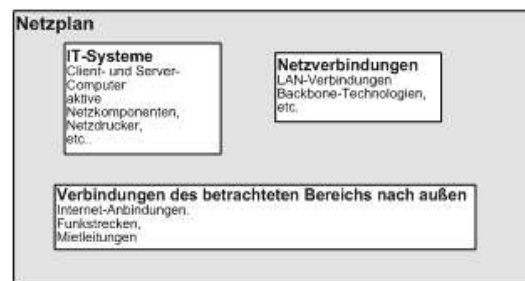 Netzplan
IT-Systeme
Client- und Server-
Computer
aktive
Netzkomponenten,
Netzdrucker,
etc..
Netzverbindungen
LAN-Verbindungen
Backbone-Technologien,
etc.
Verbindungen des betrachteten Bereichs nach außen
Internet-Anbindungen.
Funkstrecken,
Mietleitungen